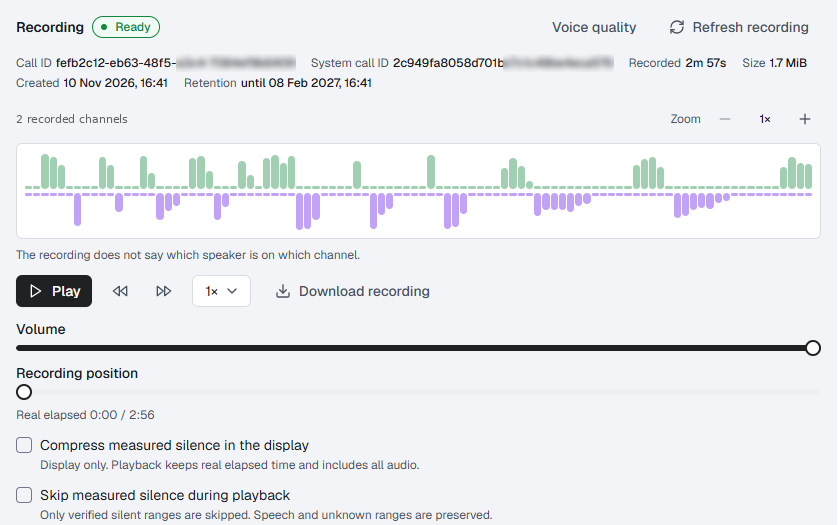 Recording Ready Voice quality Refresh recording
Call ID fefb2c12-eb63-48f5- System call ID 2c949fa8058d701b Recorded 2m 57s Size 1.7 MiB
Created 10 Nov 2026, 16:41 Retention until 08 Feb 2027, 16:41
2 recorded channels Zoom — 1× +
The recording does not say which speaker is on which channel.
Play 1× Download recording
Volume
Recording position
Real elapsed 0:00 / 2:56
Compress measured silence in the display
Display only. Playback keeps real elapsed time and includes all audio.
Skip measured silence during playback
Only verified silent ranges are skipped. Speech and unknown ranges are preserved.